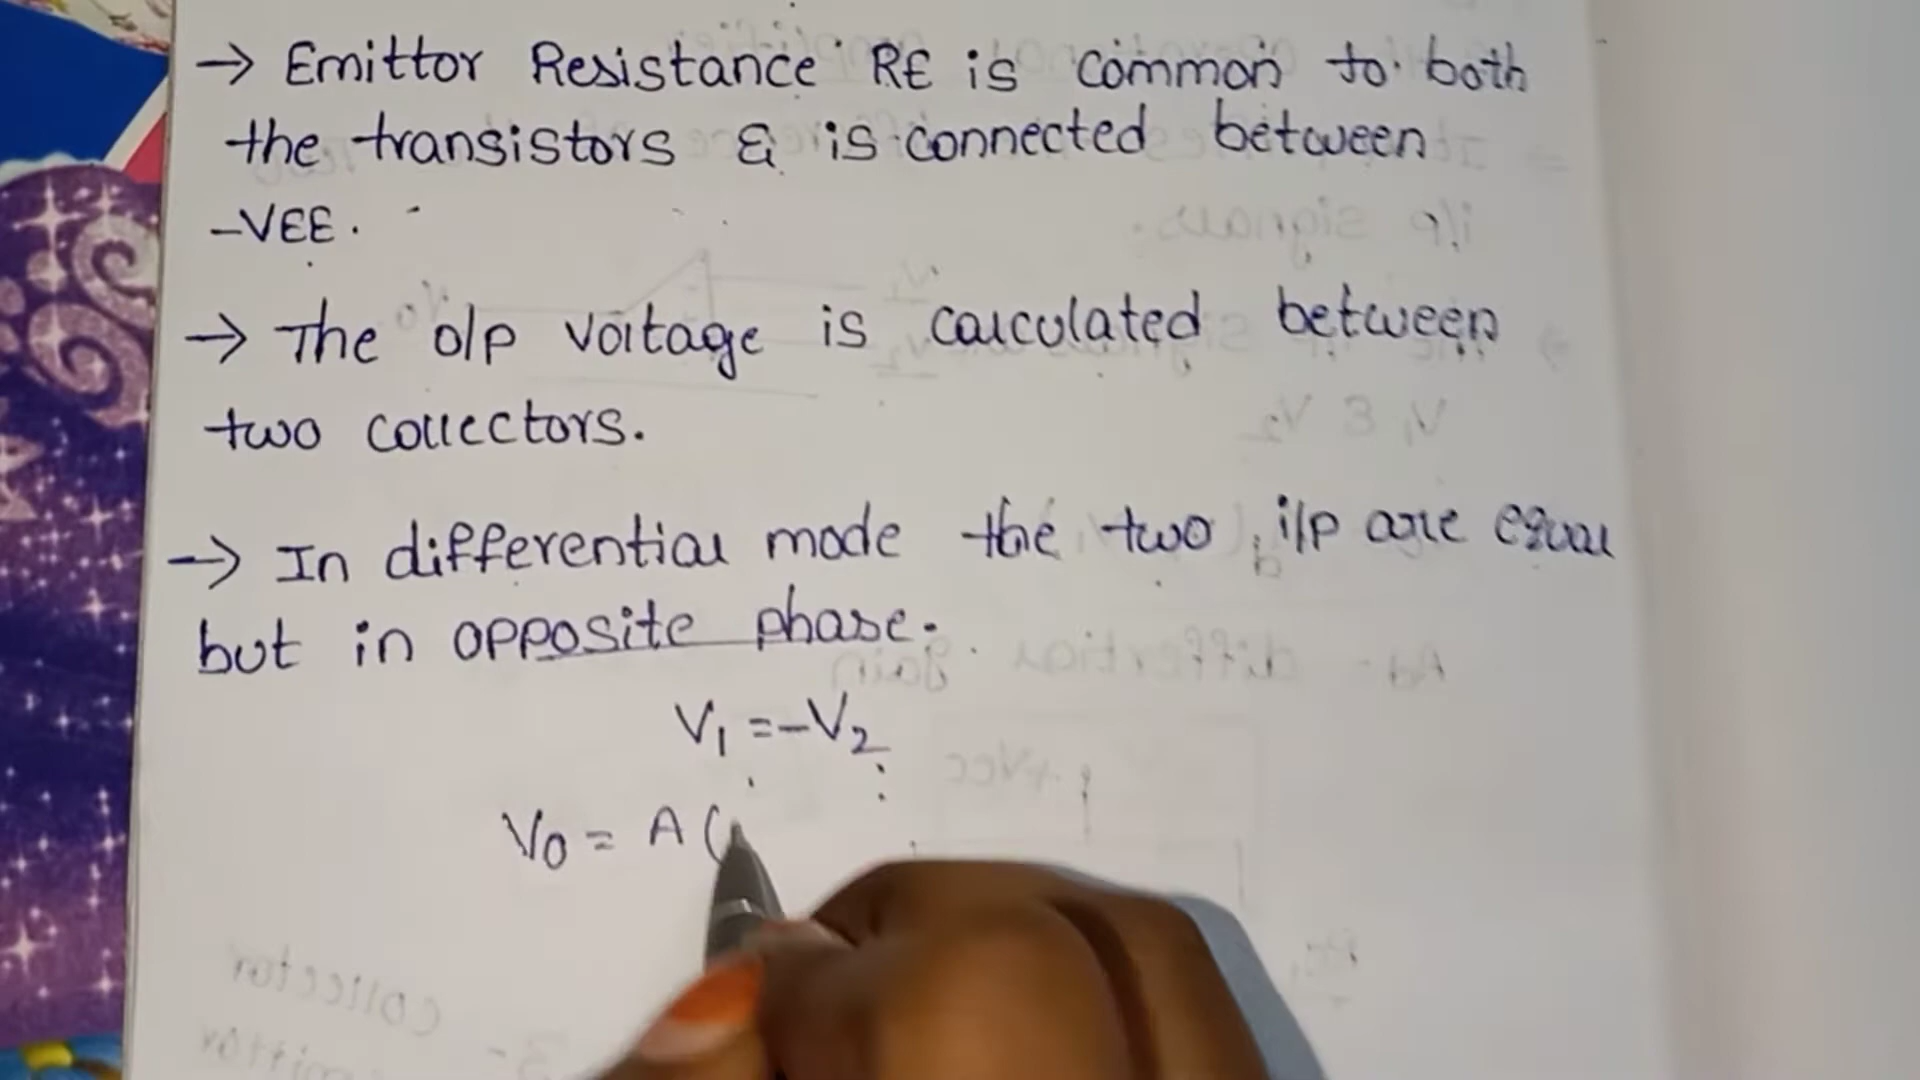 → Emittor Resistance RE is common to both
the transistors & is connected between
-VEE.
→ The o/p voltage is calculated between
two collectors.
→ In differential mode the two i/p are equal
but in opposite phase.
V₁ = -V₂
V0 = A (